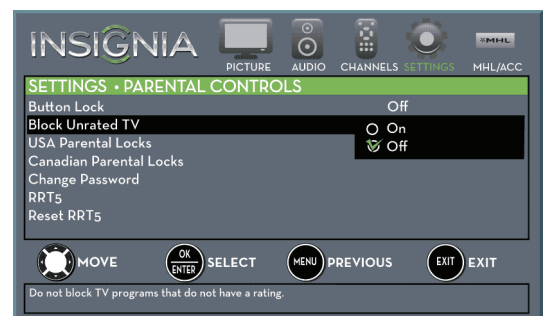 INSIGNIA
PICTURE AUDIO CHANNELS SETTINGS MHL MHL/ACC
SETTINGS • PARENTAL CONTROLS
Button Lock Off
Block Unrated TV On
Off
USA Parental Locks
Canadian Parental Locks
Change Password
RRT5
Reset RRT5
MOVE OK ENTER SELECT MENU PREVIOUS EXIT EXIT
Do not block TV programs that do not have a rating.